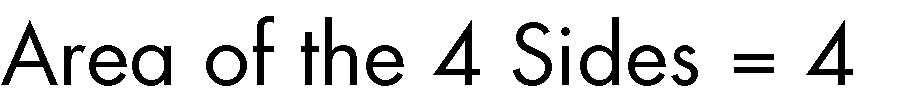 Area of the 4 Sides = 4